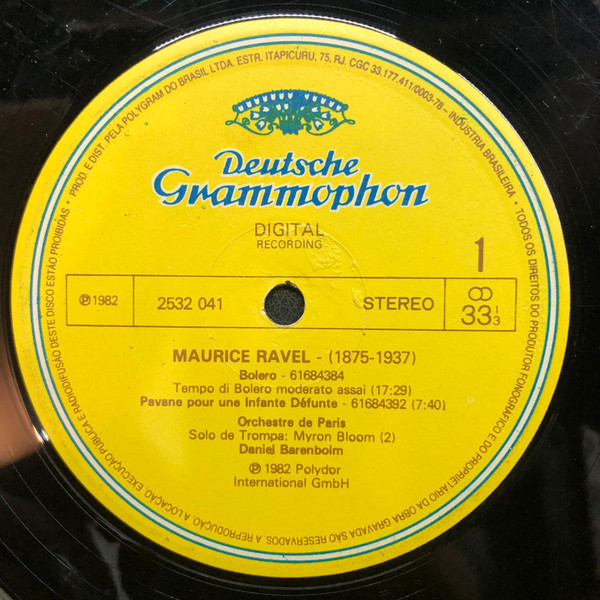 PROD. E DIST. PELA POLYGRAM DO BRASIL LTDA. ESTR. ITAPICURU, 75, RJ. CGC 33.177.411/0003-78 - INDÚSTRIA BRASILEIRA • TODOS OS DIREITOS DO PRODUTOR FONOGRÁFICO E DO PROPRIETÁRIO DA OBRA GRAVADA SÃO RESERVADOS. A REPRODUÇÃO, A LOCAÇÃO, EXECUÇÃO PÚBLICA E RADIODIFUSÃO DESTE DISCO ESTÃO PROIBIDAS •
Deutsche
Grammophon
DIGITAL
RECORDING
1
℗ 1982
2532 041
STEREO
33 1/3
MAURICE RAVEL - (1875-1937)
Bolero - 61684384
Tempo di Bolero moderato assai (17:29)
Pavane pour une Infante Défunte - 61684392 (7:40)
Orchestre de Paris
Solo de Trompa: Myron Bloom (2)
Daniel Barenboim
℗ 1982 Polydor
International GmbH